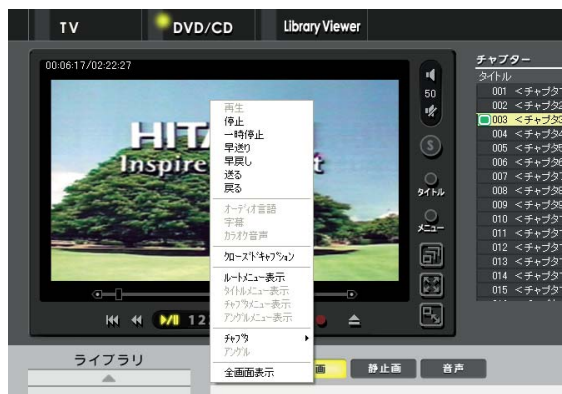 TV
DVD/CD
Library Viewer
00:06:17/02:22:27
HIT
Inspire
t
50
S
タイトル
メニュー
再生
停止
一時停止
早送り
早戻し
送る
戻る
オーディオ言語
字幕
カラオケ音声
クローズドキャプション
ルートメニュー表示
タイトルメニュー表示
チャプタメニュー表示
アングルメニュー表示
チャプタ
アングル
全画面表示
チャプター
タイトル
001 <チャプタ1
002 <チャプタ2
003 <チャプタ3
004 <チャプタ4
005 <チャプタ5
006 <チャプタ6
007 <チャプタ7
008 <チャプタ8
009 <チャプタ9
010 <チャプタ
011 <チャプタ
012 <チャプタ
013 <チャプタ
014 <チャプタ
015 <チャプタ
12
ライブラリ
画
静止画
音声